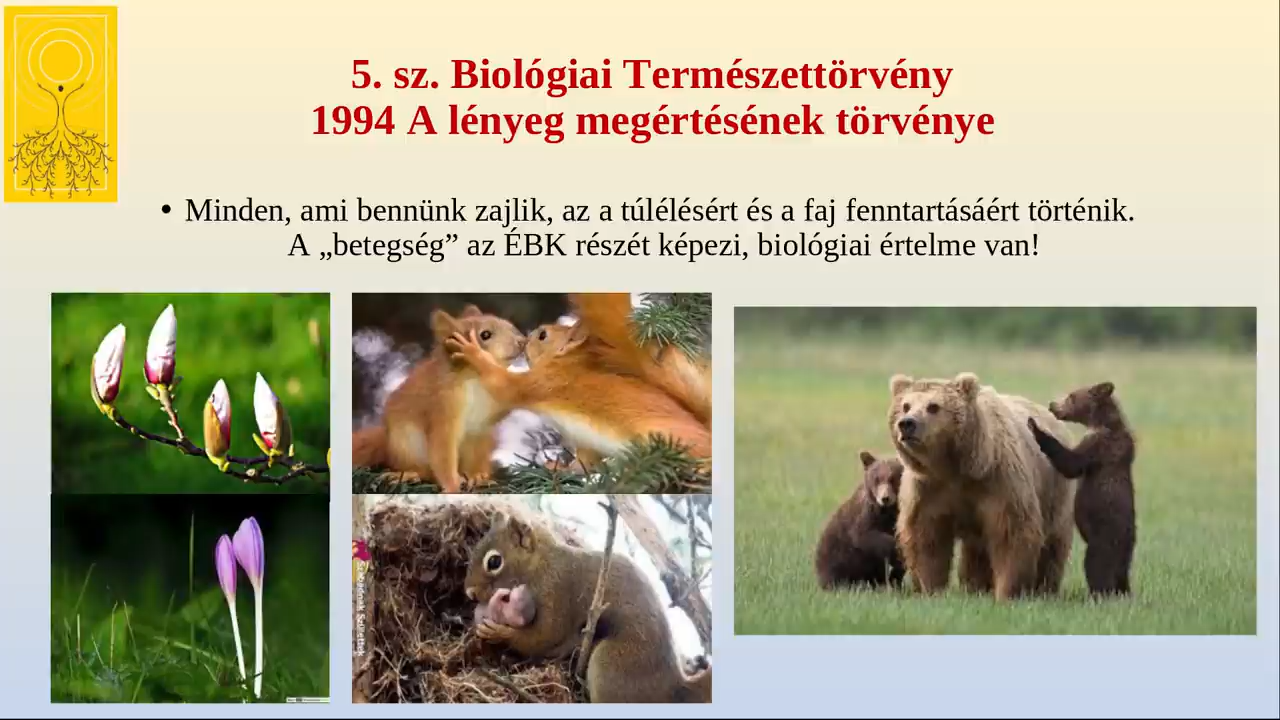 5. sz. Biológiai Természettörvény
1994 A lényeg megértésének törvénye
• Minden, ami bennünk zajlik, az a túlélésért és a faj fenntartásáért történik.
A „betegség” az ÉBK részét képezi, biológiai értelme van!